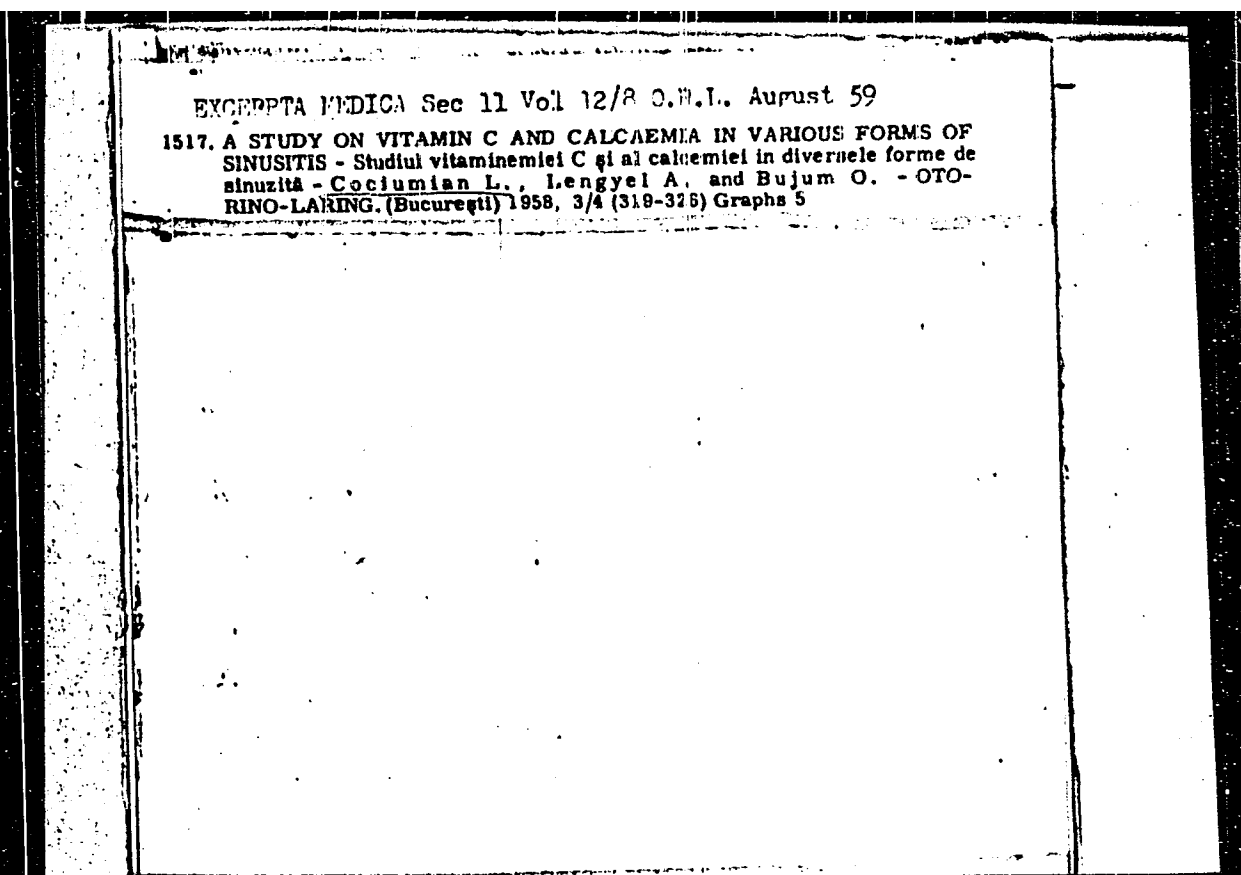 EXCERPTA MEDICA Sec 11 Vol 12/8 O.R.L. August 59
1517. A STUDY ON VITAMIN C AND CALCAEMIA IN VARIOUS FORMS OF
SINUSITIS - Studiul vitaminemiei C şi al calcemiei in diversele forme de
sinuzită - Cociumian L., Lengyel A. and Bujum O. - OTO-
RINO-LARING. (Bucureşti) 1958, 3/4 (319-326) Graphs 5